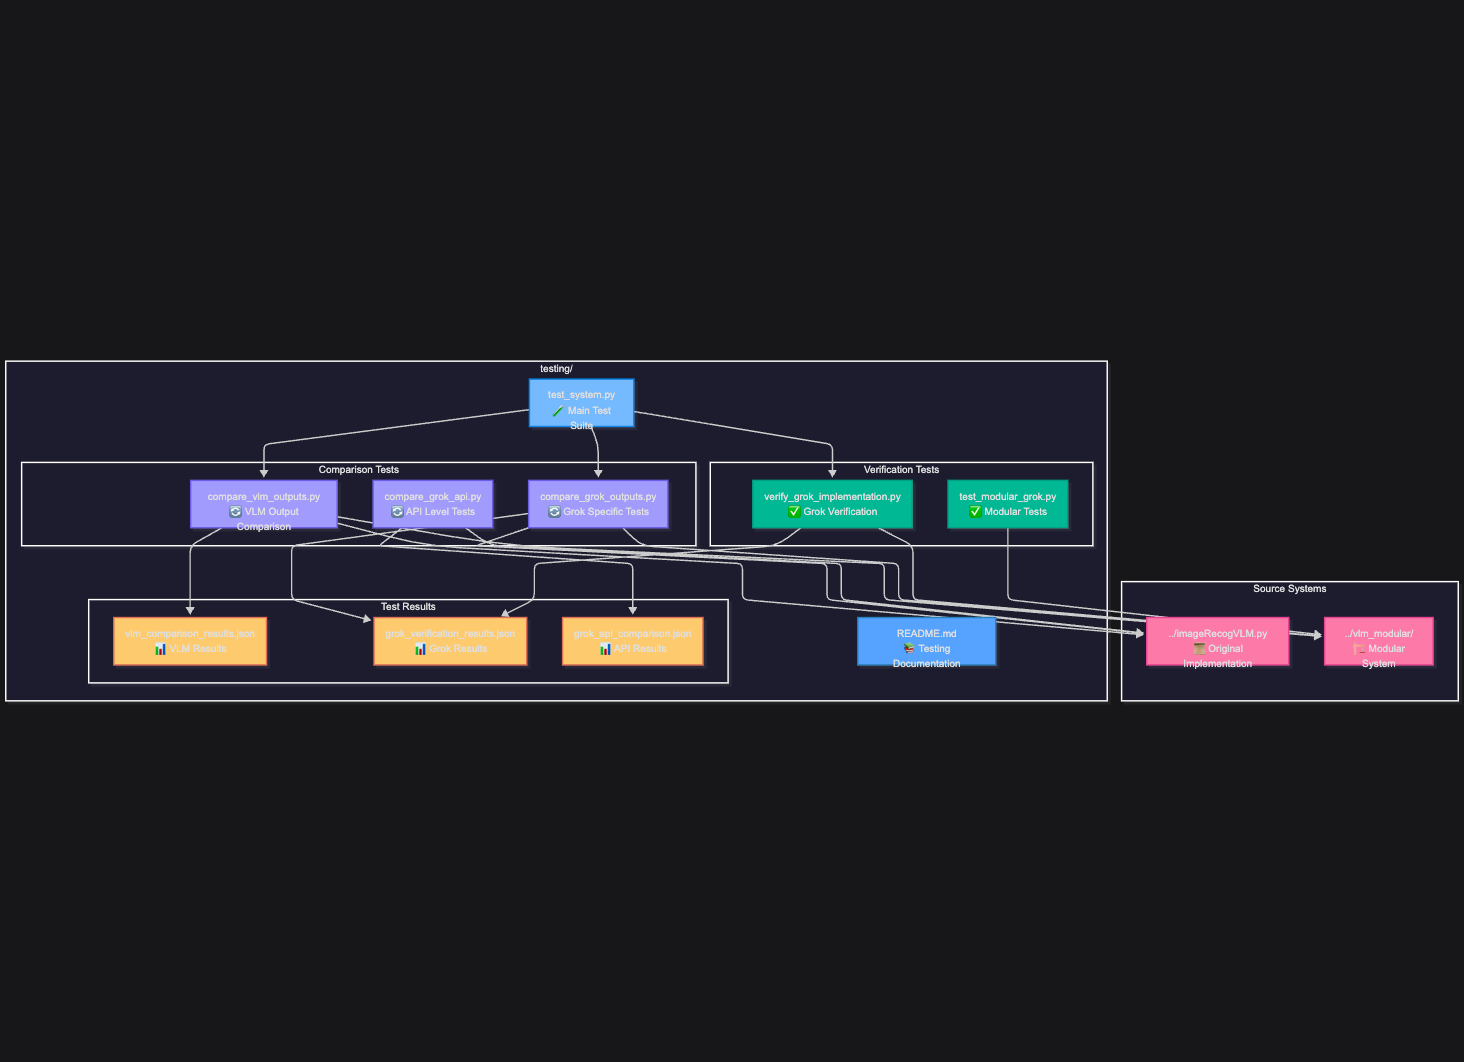 testing/
test_system.py
Main Test
Suite
Comparison Tests
Verification Tests
compare_vlm_outputs.py
VLM Output
Comparison
compare_grok_api.py
API Level Tests
compare_grok_outputs.py
Grok Specific Tests
verify_grok_implementation.py
Grok Verification
test_modular_grok.py
Modular Tests
Test Results
vlm_comparison_results.json
VLM Results
grok_verification_results.json
Grok Results
grok_api_comparison.json
API Results
README.md
Testing
Documentation
Source Systems
../imageRecogVLM.py
Original
Implementation
../vlm_modular/
Modular
System